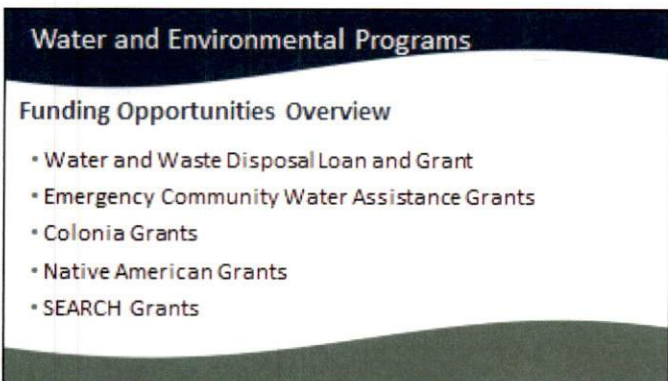 Water and Environmental Programs
Funding Opportunities Overview
• Water and Waste Disposal Loan and Grant
• Emergency Community Water Assistance Grants
• Colonia Grants
• Native American Grants
• SEARCH Grants